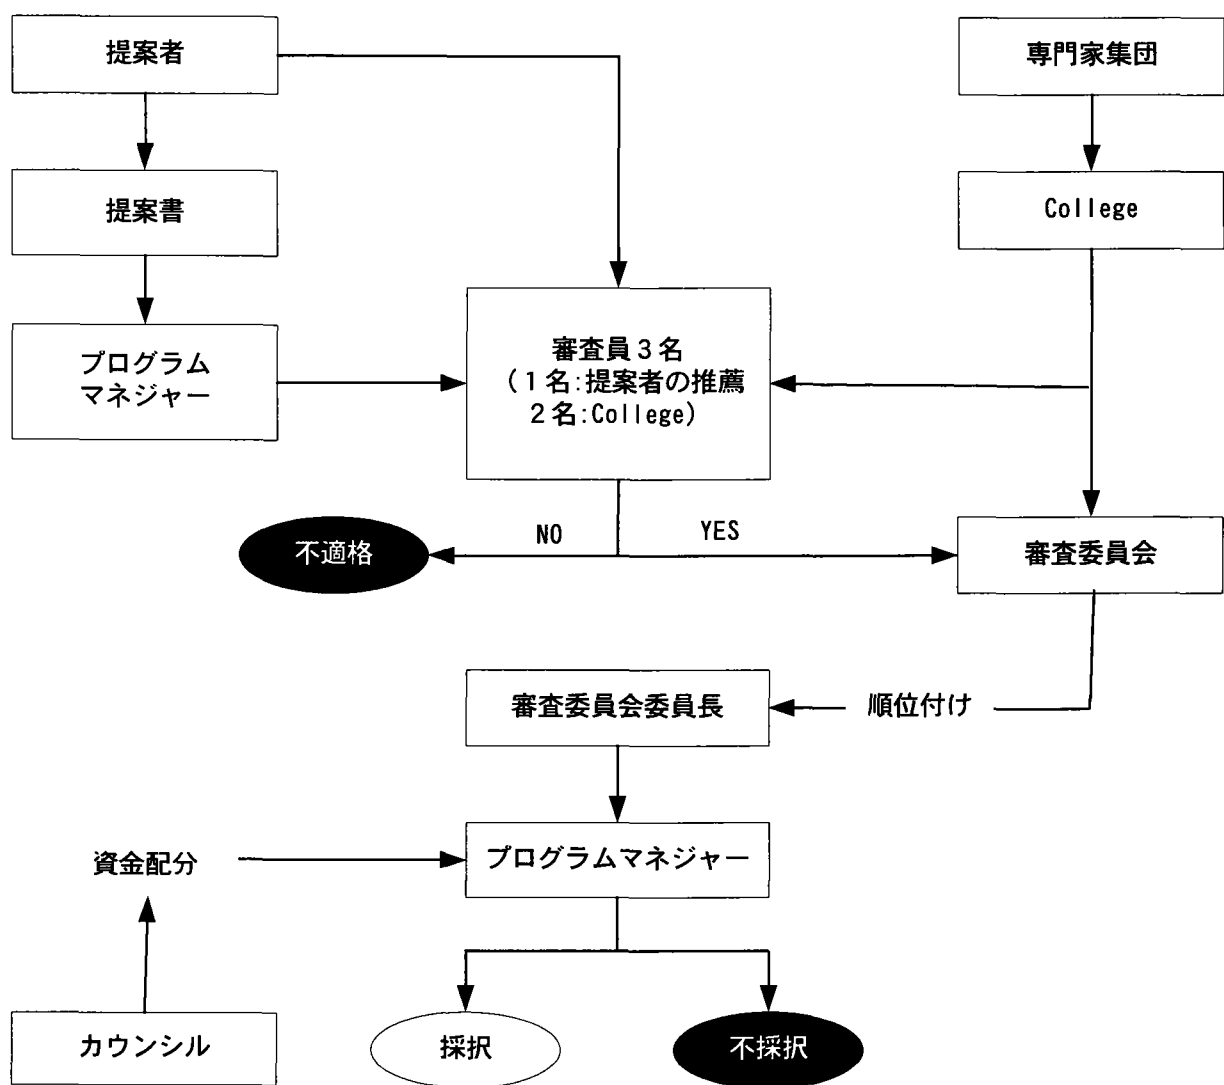 提案者
専門家集団
提案書
College
プログラム
マネジャー
審査員３名
（１名:提案者の推薦
２名:College）
NO
YES
不適格
審査委員会
審査委員会委員長
順位付け
資金配分
プログラムマネジャー
カウンシル
採択
不採択